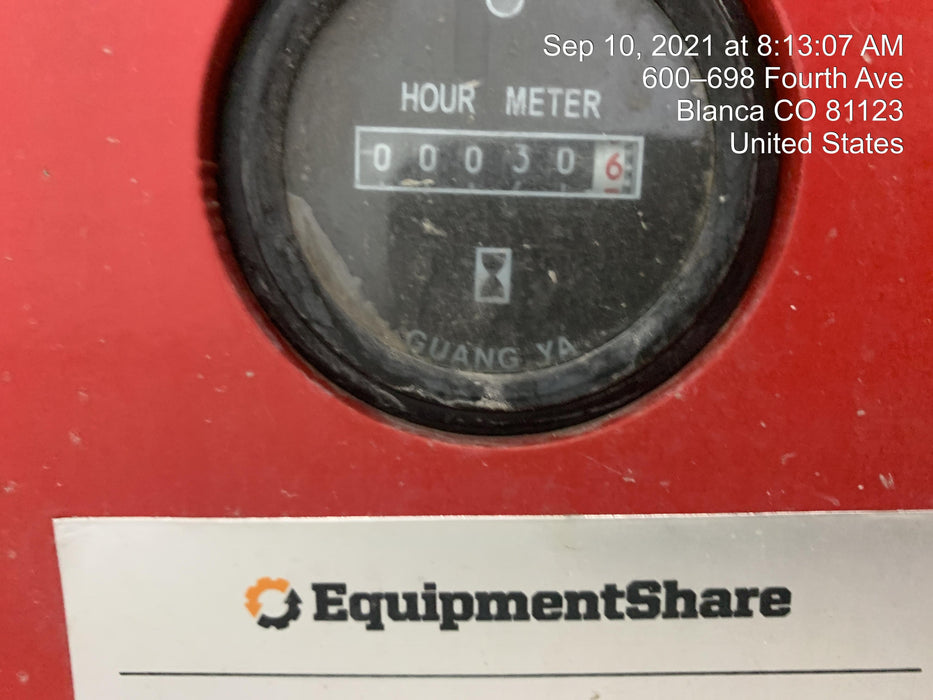 Sep 10, 2021 at 8:13:07 AM
600–698 Fourth Ave
Blanca CO 81123
United States
HOUR METER
0 0 0 3 0 6
GUANG YA
EquipmentShare